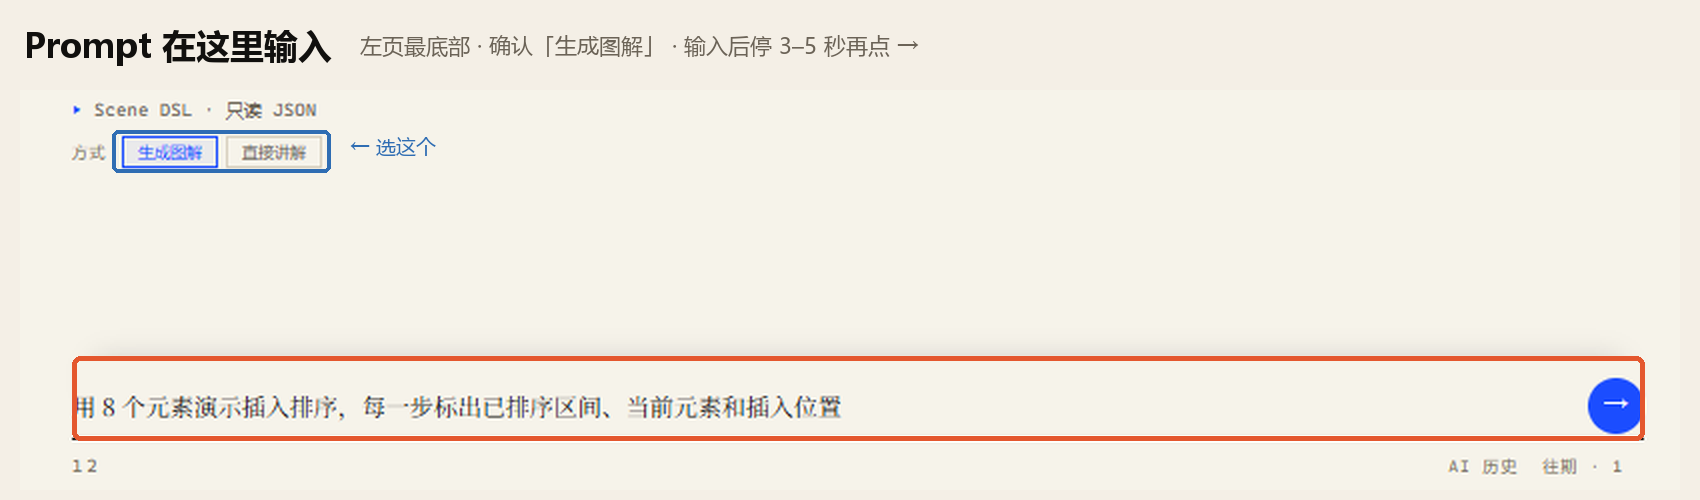 Prompt 在这里输入 左页最底部 · 确认「生成图解」 · 输入后停 3–5 秒再点 →
▸ Scene DSL · 只读 JSON
方式 生成图解 直接讲解 ← 选这个
用 8 个元素演示插入排序，每一步标出已排序区间、当前元素和插入位置 →
12 AI 历史 往期 · 1